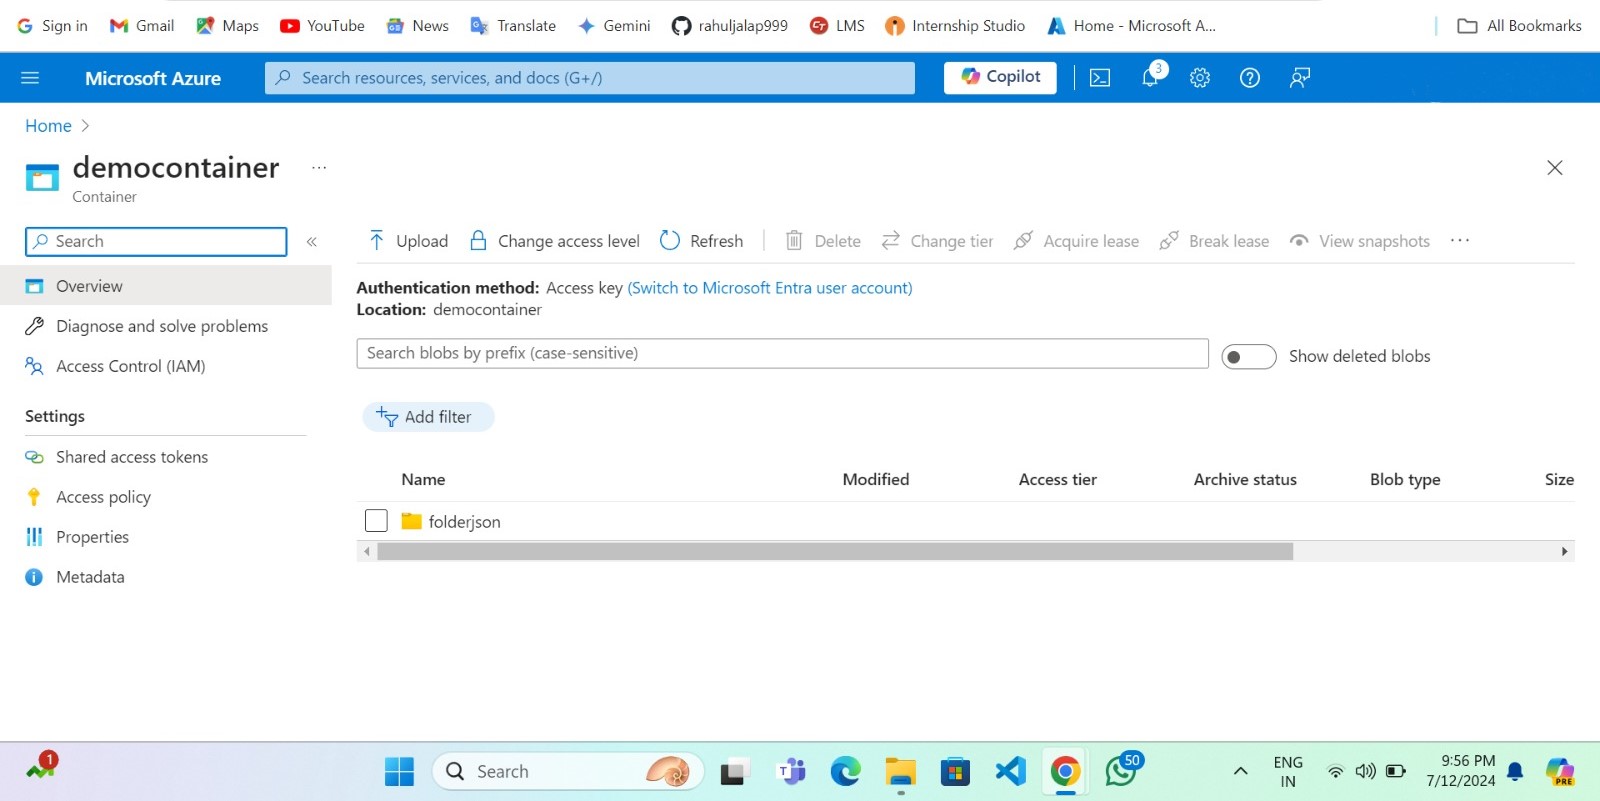 Sign in Gmail Maps YouTube News Translate Gemini rahuljalap999 LMS Internship Studio Home - Microsoft A... All Bookmarks
Microsoft Azure Search resources, services, and docs (G+/) Copilot 3
Home
democontainer ...
Container
Search «
Upload Change access level Refresh Delete Change tier Acquire lease Break lease View snapshots ...
Overview
Diagnose and solve problems
Access Control (IAM)
Settings
Shared access tokens
Access policy
Properties
Metadata
Authentication method: Access key (Switch to Microsoft Entra user account)
Location: democontainer
Search blobs by prefix (case-sensitive) Show deleted blobs
Add filter
Name Modified Access tier Archive status Blob type Size
folderjson
1 Search 50 ENG 9:56 PM
IN 7/12/2024 PRE